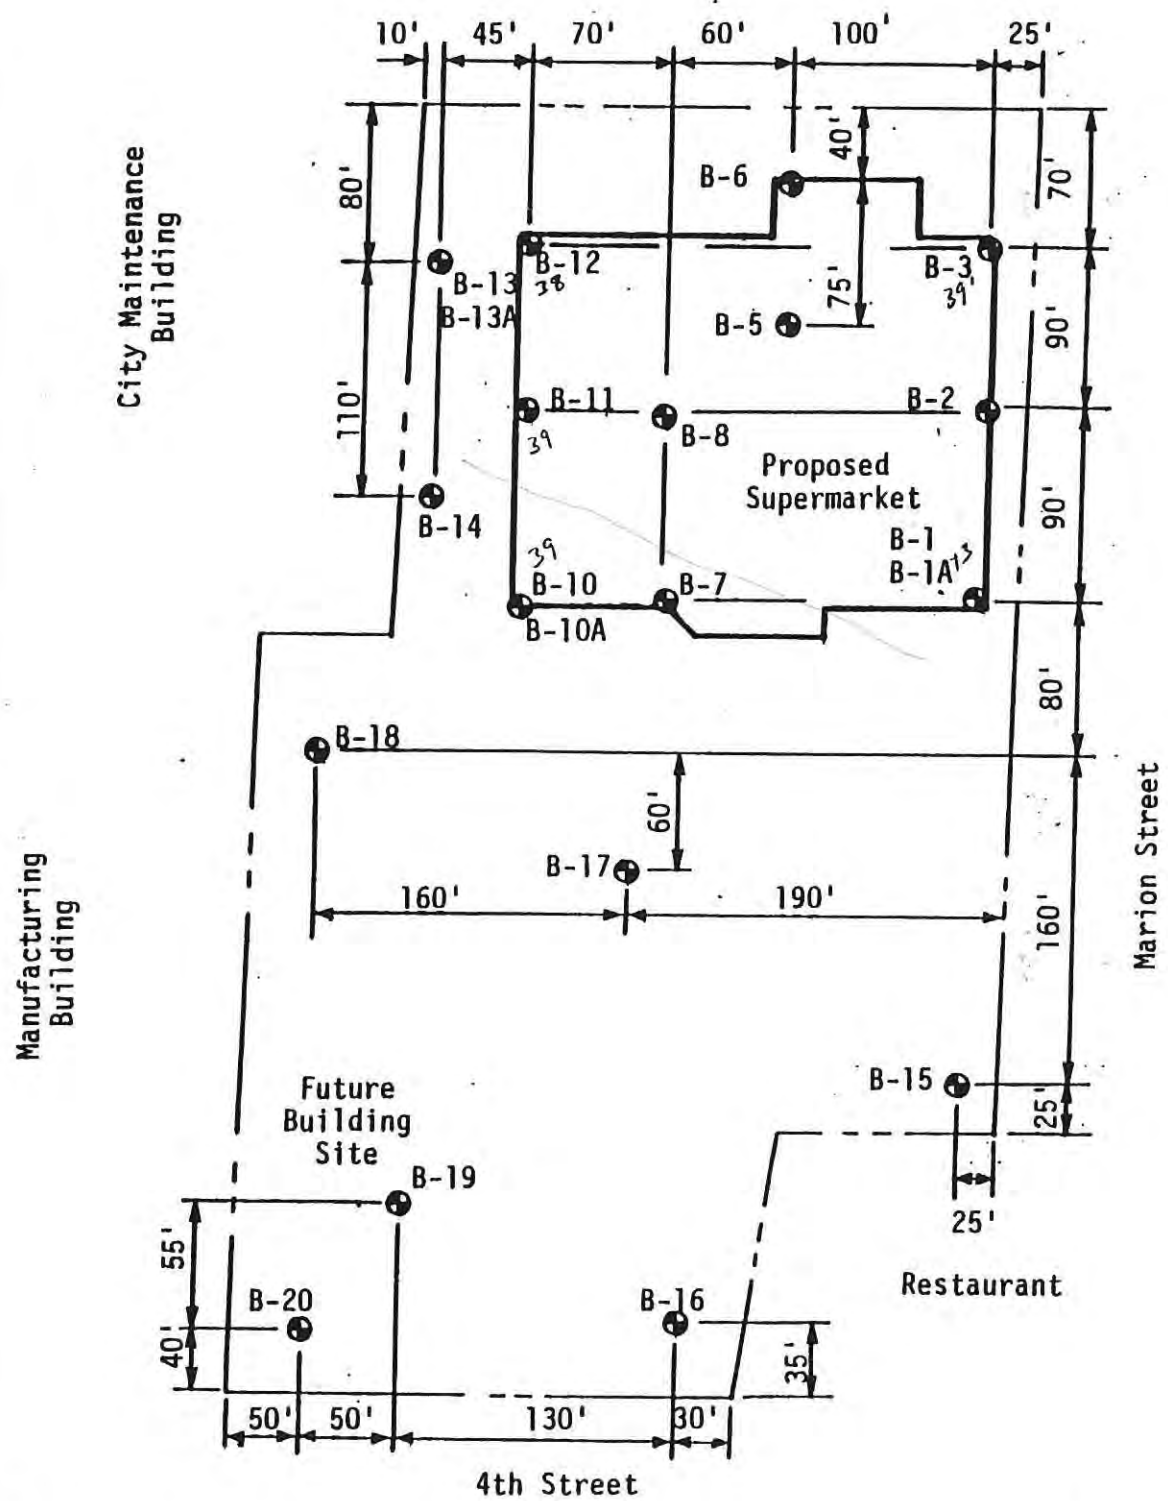 10' 45' 70' 60' 100' 25'
80'
40'
70'
City Maintenance
Building
B-6
B-12
38
B-13
B-13A
B-3
39'
75'
B-5
90'
110'
B-11
39
B-8
B-2
Proposed
Supermarket
B-14
90'
B-1
B-1A
43
39
B-10
B-10A
B-7
80'
B-18
60'
B-17
160'
190'
160'
Marion Street
Manufacturing
Building
B-15
25'
25'
Future
Building
Site
B-19
55'
B-20
40'
B-16
35'
Restaurant
50' 50' 130' 30'
4th Street